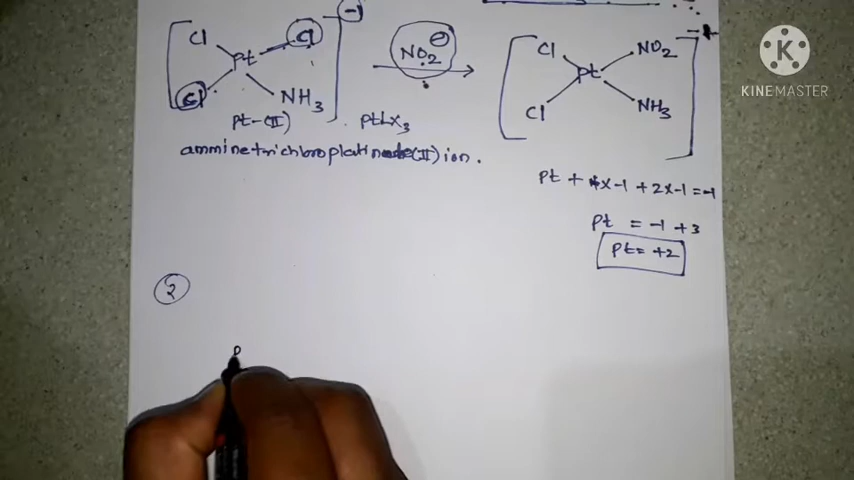 Cl Cl -1
Pt
Cl NH3
NO2⊖
Cl NO2
Pt
Cl NH3
pt-(II) ptLX3
amminetrichloroplatinate(II) ion.
Pt + x-1 + 2x-1 = -1
Pt = -1 + 3
Pt = +2
2
K
KINEMASTER